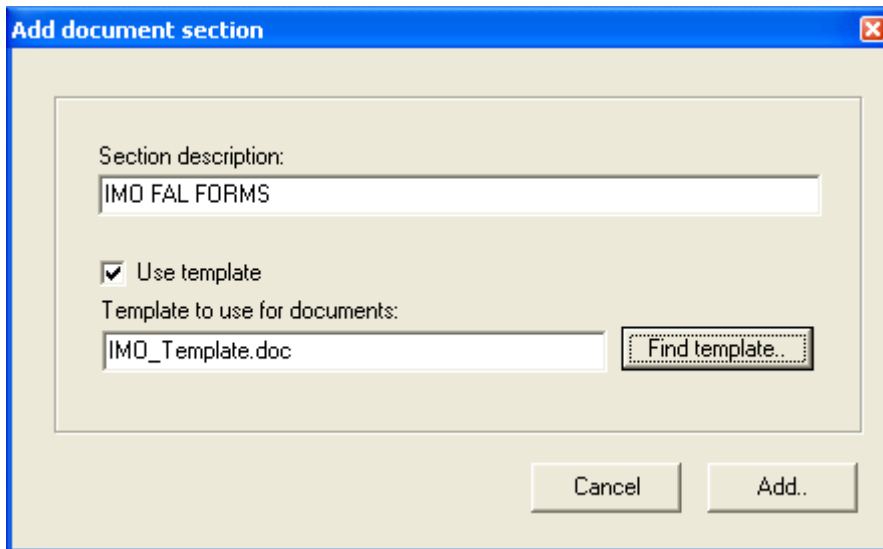 Add document section
Section description:
IMO FAL FORMS
Use template
Template to use for documents:
IMO_Template.doc
Find template..
Cancel
Add..